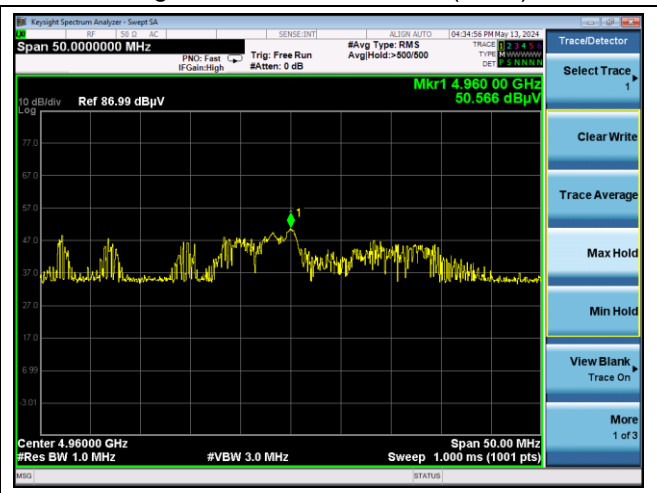 Keysight Spectrum Analyzer - Swept SA
RF 50 Ω AC SENSE:INT ALIGN AUTO 04:34:56 PM May 13, 2024
Span 50.0000000 MHz
PNO: Fast
IFGain:High
Trig: Free Run
#Atten: 0 dB
#Avg Type: RMS
Avg|Hold:>500/500
TRACE 1 2 3 4 5 6
TYPE M WWWWW
DET P S N N N N
Mkr1 4.960 00 GHz
50.566 dBµV
10 dB/div Ref 86.99 dBµV
Log
77.0
67.0
57.0
47.0
37.0
27.0
17.0
6.99
-3.01
1
Center 4.96000 GHz Span 50.00 MHz
#Res BW 1.0 MHz #VBW 3.0 MHz Sweep 1.000 ms (1001 pts)
MSG STATUS
Trace/Detector
Select Trace
1
Clear Write
Trace Average
Max Hold
Min Hold
View Blank
Trace On
More
1 of 3